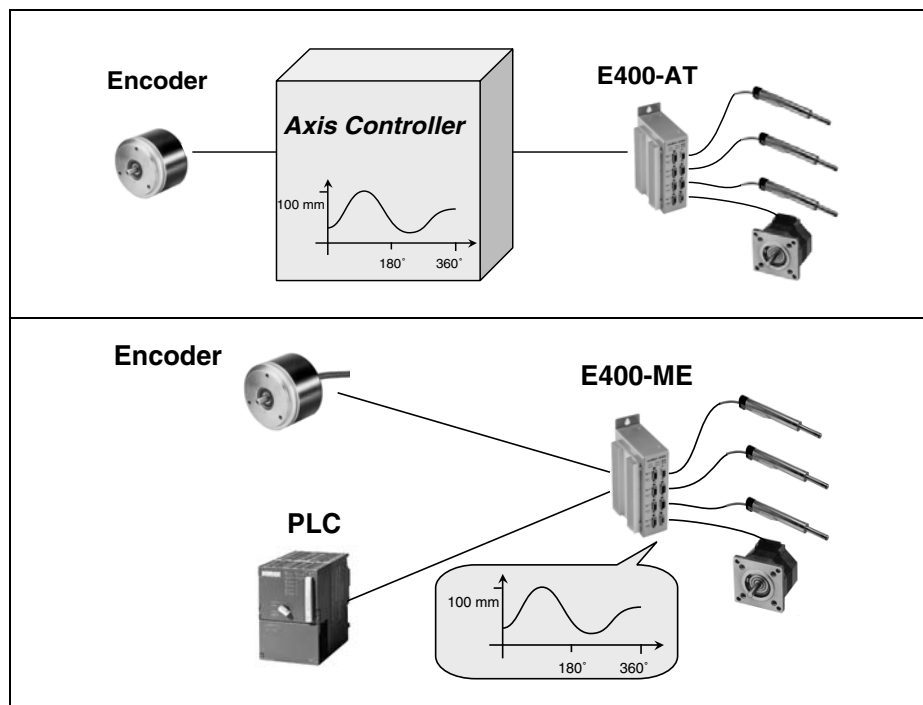 Encoder
Axis Controller
100 mm
180°
360°
E400-AT
Encoder
E400-ME
PLC
100 mm
180°
360°